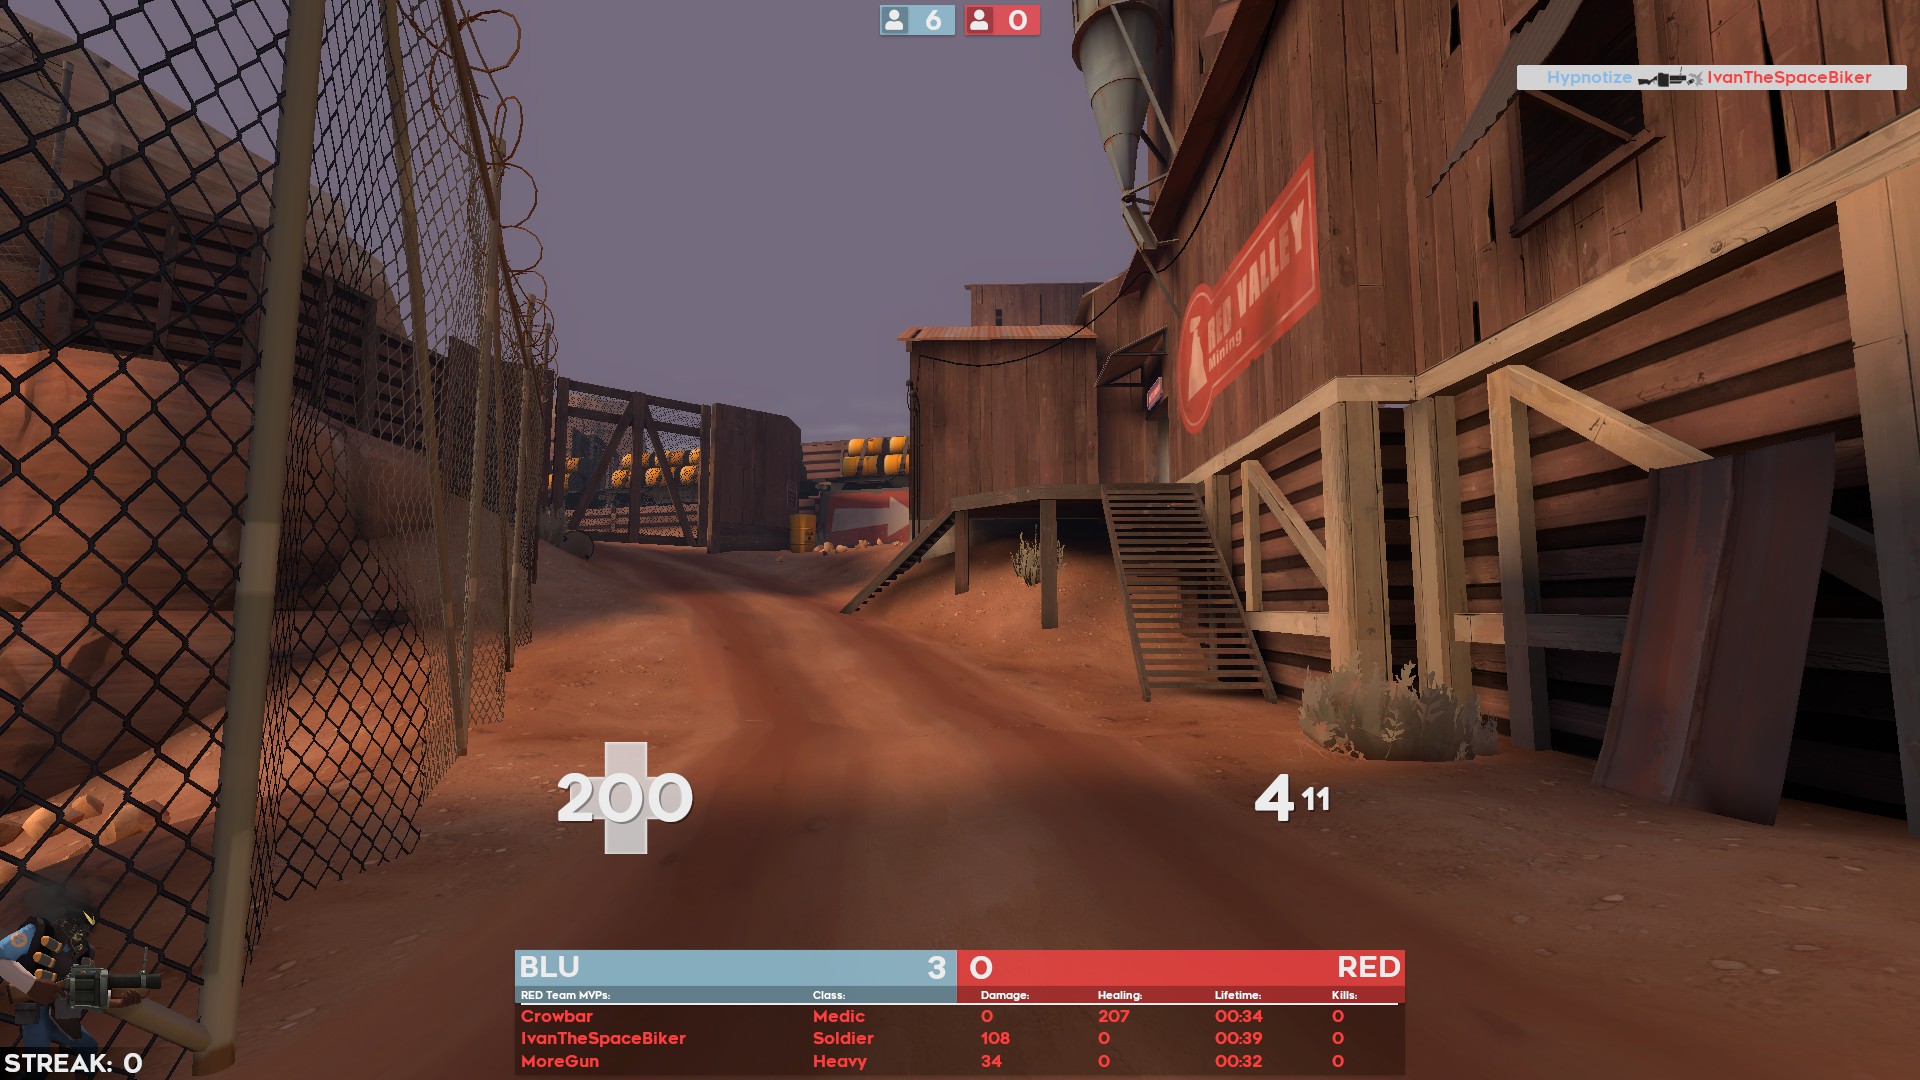 6 0
Hypnotize IvanTheSpaceBiker
RED VALLEY
Mining
200
4 11
BLU 3 0 RED
RED Team MVPs: Class: Damage: Healing: Lifetime: Kills:
Crowbar Medic 0 207 00:34 0
IvanTheSpaceBiker Soldier 108 0 00:39 0
MoreGun Heavy 34 0 00:32 0
STREAK: 0